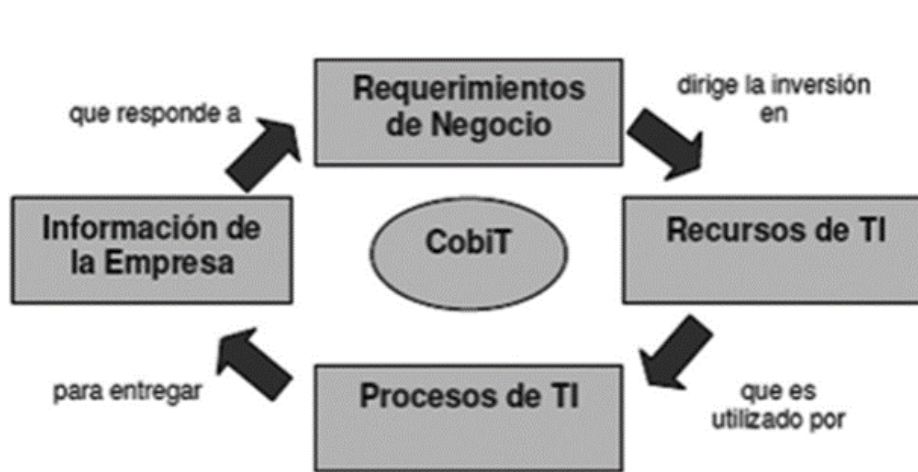 Requerimientos
de Negocio
dirige la inversión
en
Recursos de TI
que es
utilizado por
Procesos de TI
para entregar
Información de
la Empresa
que responde a
CobiT